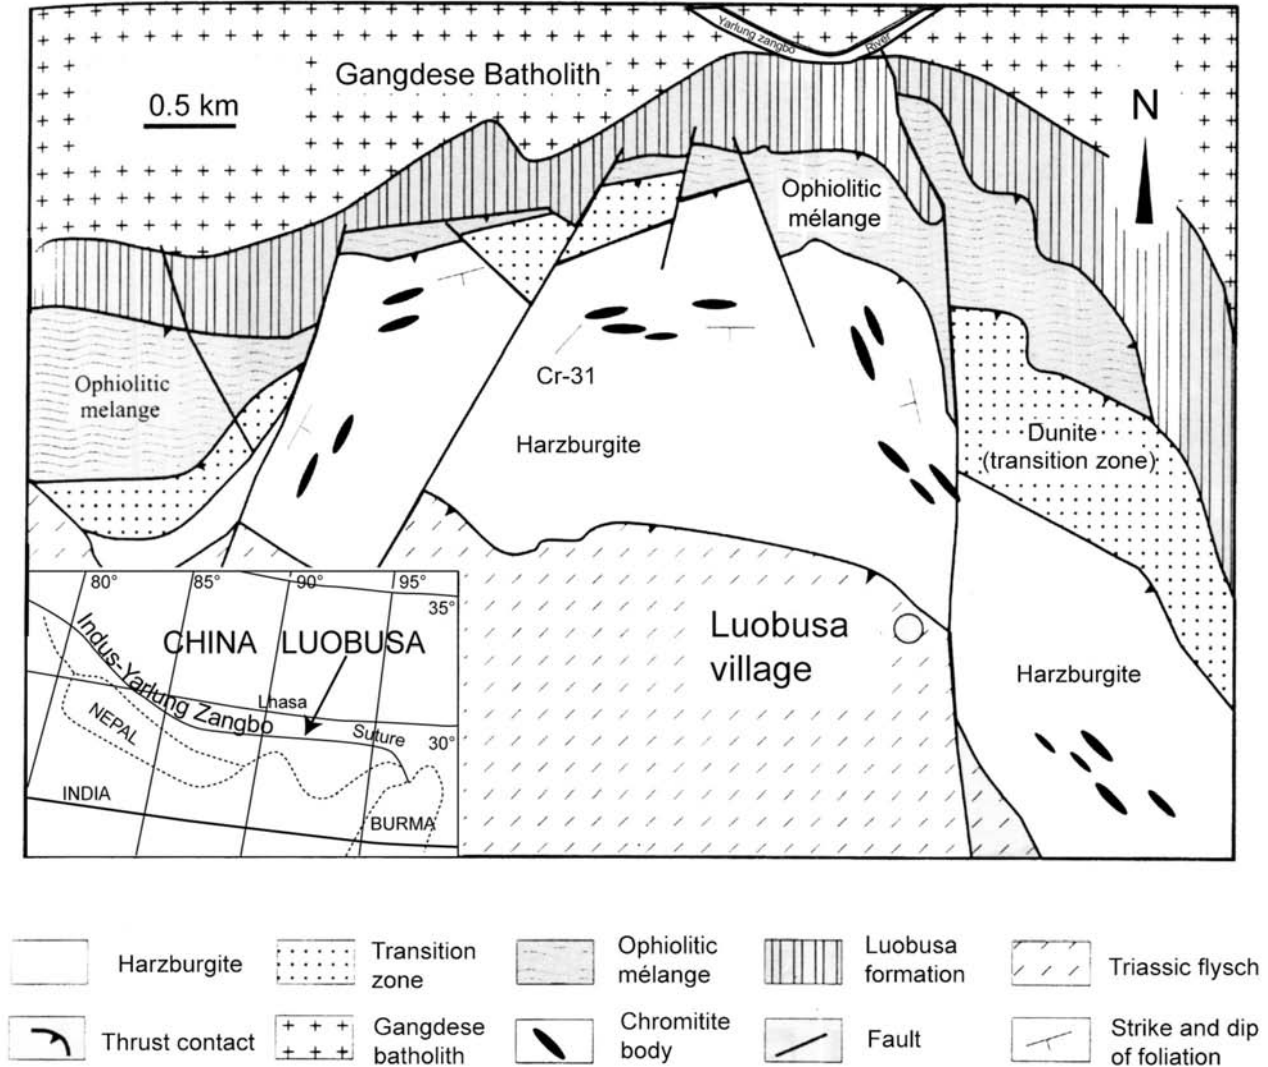 Yarlung zangbo
River
Gangdese Batholith
0.5 km
N
Ophiolitic
mélange
Ophiolitic
melange
Cr-31
Harzburgite
Dunite
(transition zone)
Luobusa
village
Harzburgite
80°
85°
90°
95°
35°
CHINA
LUOBUSA
Indus-Yarlung Zangbo
Lhasa
Suture
30°
NEPAL
INDIA
BURMA
Harzburgite
Transition
zone
Ophiolitic
mélange
Luobusa
formation
Triassic flysch
Thrust contact
Gangdese
batholith
Chromitite
body
Fault
Strike and dip
of foliation